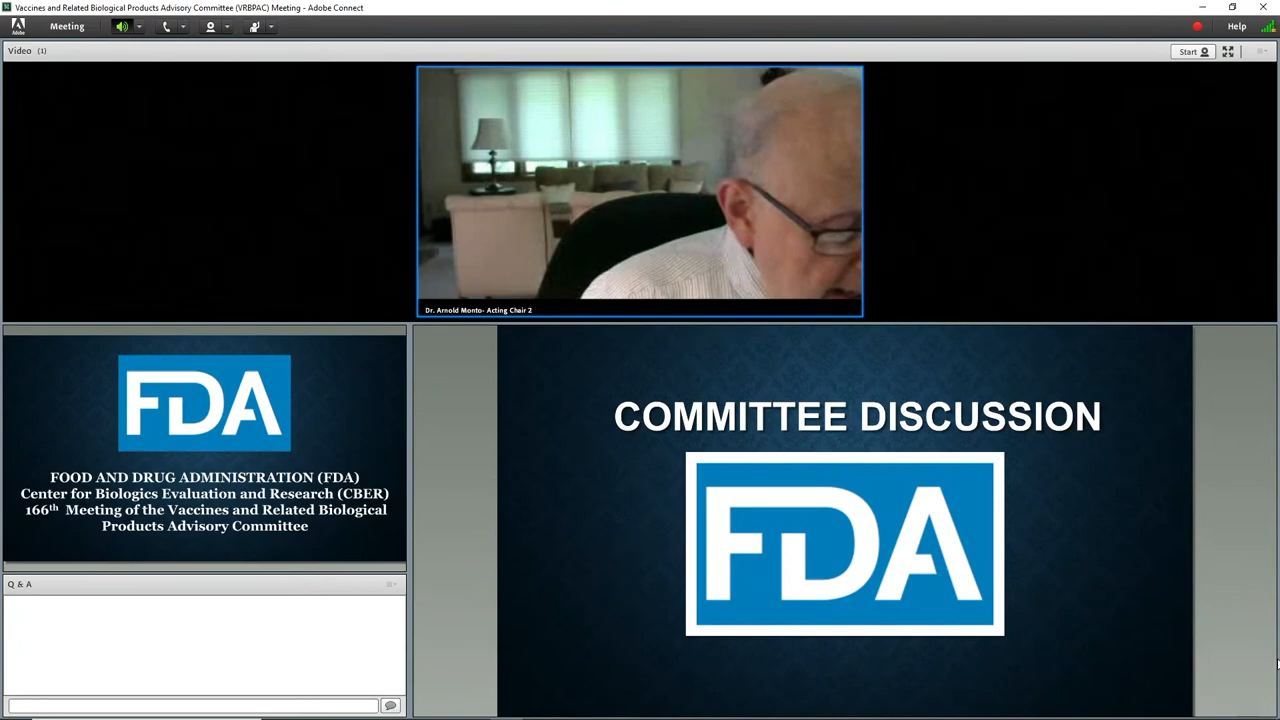 Vaccines and Related Biological Products Advisory Committee (VRBPAC) Meeting - Adobe Connect
Adobe
Meeting
Help
Video (1)
Start
Dr. Arnold Monto- Acting Chair 2
FDA
FOOD AND DRUG ADMINISTRATION (FDA)
Center for Biologics Evaluation and Research (CBER)
166th Meeting of the Vaccines and Related Biological
Products Advisory Committee
Q & A
COMMITTEE DISCUSSION
FDA